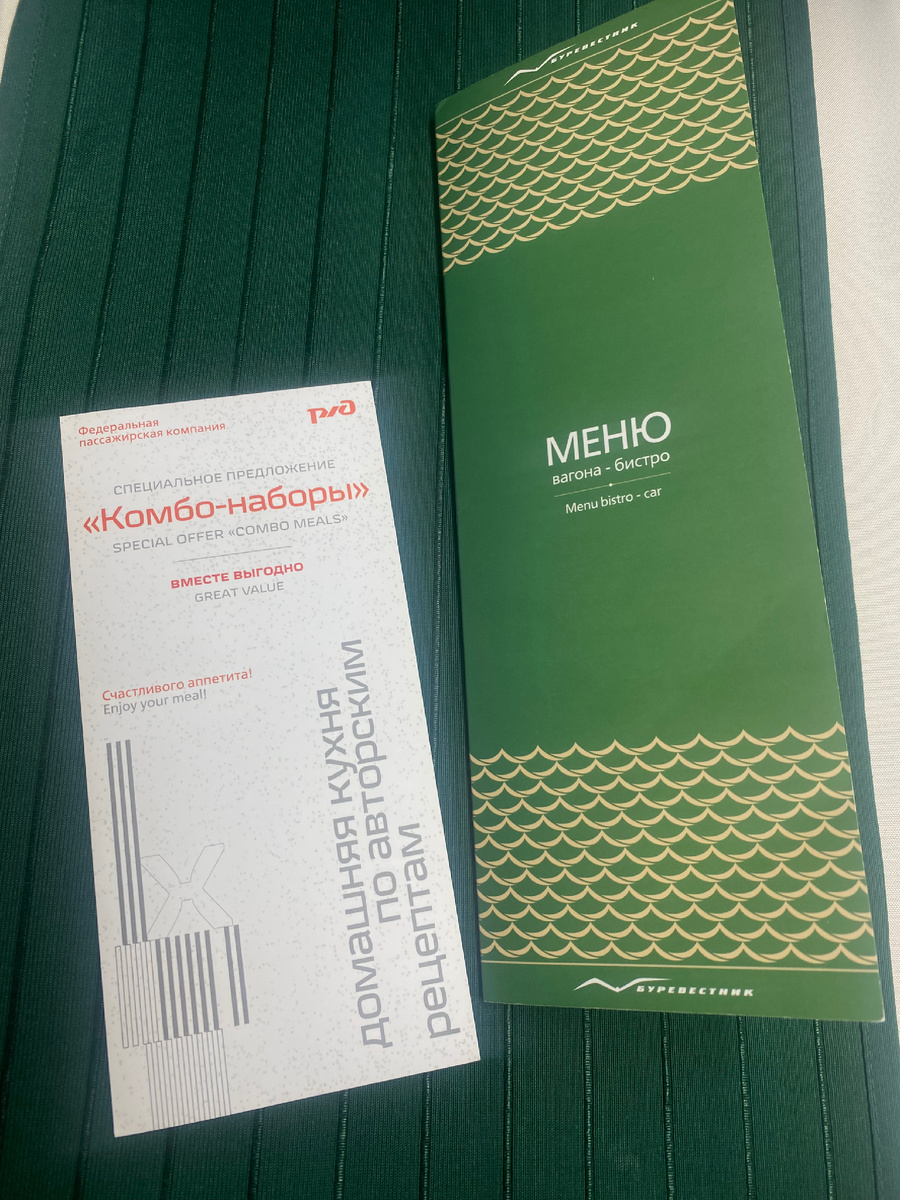 Федеральная
пассажирская компания
ржд
СПЕЦИАЛЬНОЕ ПРЕДЛОЖЕНИЕ
«Комбо-наборы»
SPECIAL OFFER «COMBO MEALS»
ВМЕСТЕ ВЫГОДНО
GREAT VALUE
Счастливого аппетита!
Enjoy your meal!
домашняя кухня
по авторским
рецептам
БУРЕВЕСТНИК
МЕНЮ
вагона - бистро
Menu bistro - car
БУРЕВЕСТНИК